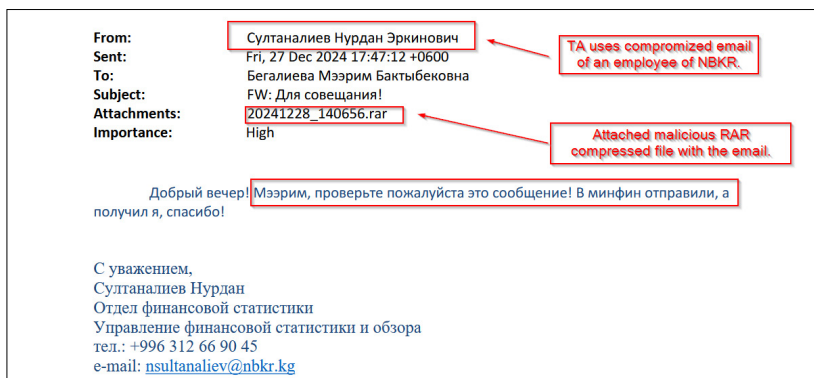 From: Султаналиев Нурдан Эркинович
Sent: Fri, 27 Dec 2024 17:47:12 +0600
To: Бегалиева Мээрим Бактыбековна
Subject: FW: Для совещания!
Attachments: 20241228_140656.rar
Importance: High
TA uses compromized email
of an employee of NBKR.
Attached malicious RAR
compressed file with the email.
Добрый вечер! Мээрим, проверьте пожалуйста это сообщение! В минфин отправили, а
получил я, спасибо!
С уважением,
Султаналиев Нурдан
Отдел финансовой статистики
Управление финансовой статистики и обзора
тел.: +996 312 66 90 45
e-mail: nsultanaliev@nbkr.kg